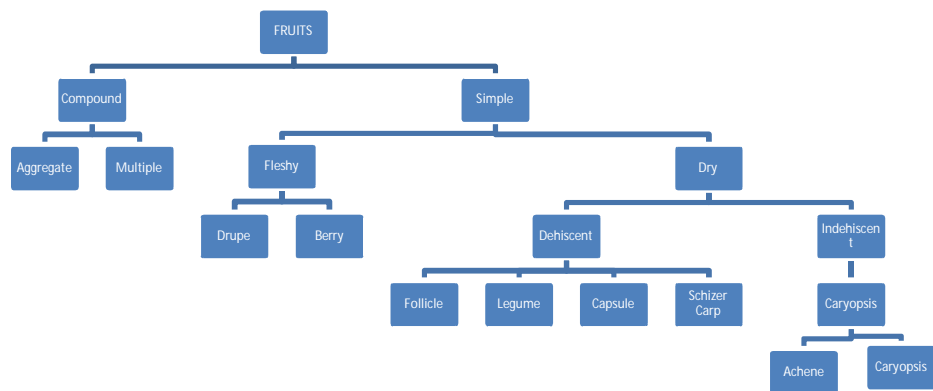 FRUITS
Compound
Simple
Aggregate
Multiple
Fleshy
Dry
Drupe
Berry
Dehiscent
Indehiscen
t
Follicle
Legume
Capsule
Schizer
Carp
Caryopsis
Achene
Caryopsis